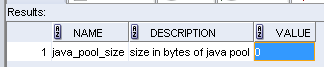 Results:
NAME DESCRIPTION VALUE
1 java_pool_size size in bytes of java pool 0